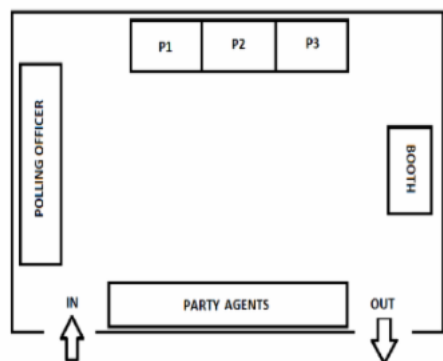 P1 P2 P3
POLLING OFFICER
BOOTH
IN
PARTY AGENTS
OUT